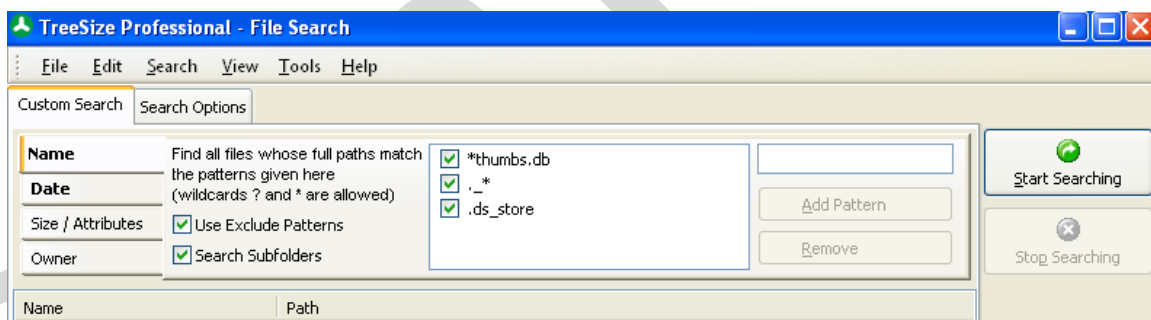 TreeSize Professional - File Search
File Edit Search View Tools Help
Custom Search Search Options
Name
Date
Size / Attributes
Owner
Find all files whose full paths match
the patterns given here
(wildcards ? and * are allowed)
Use Exclude Patterns
Search Subfolders
*thumbs.db
._*
.ds_store
Add Pattern
Remove
Start Searching
Stop Searching
Name Path